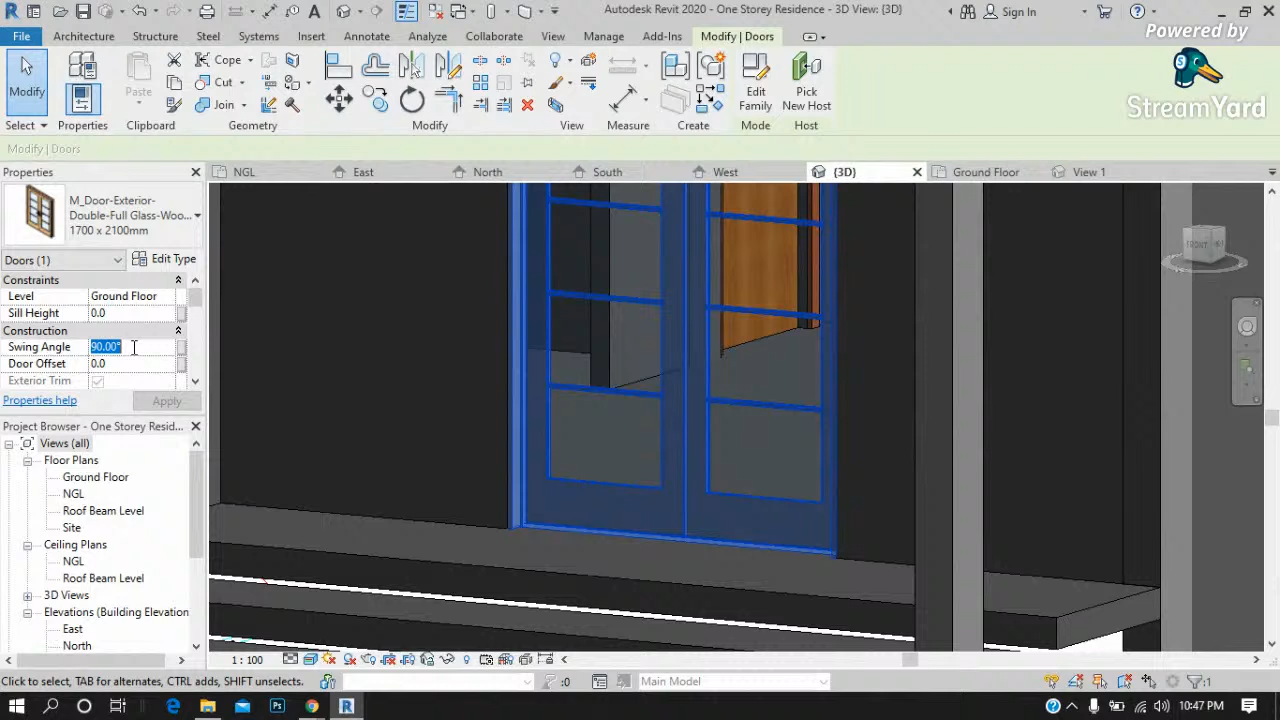 Autodesk Revit 2020 - One Storey Residence - 3D View: {3D}
Sign In
File
Architecture
Structure
Steel
Systems
Insert
Annotate
Analyze
Collaborate
View
Manage
Add-Ins
Modify | Doors
Powered by
StreamYard
Modify
Paste
Cope
Cut
Join
Edit
Family
Pick
New Host
Select
Properties
Clipboard
Geometry
Modify
View
Measure
Create
Mode
Host
Modify | Doors
Properties
NGL
East
North
South
West
{3D}
Ground Floor
View 1
M_Door-Exterior-
Double-Full Glass-Woo...
1700 x 2100mm
Doors (1)
Edit Type
Constraints
Level
Ground Floor
Sill Height
0.0
Construction
Swing Angle
90.00°
Door Offset
0.0
Exterior Trim
Properties help
Apply
FRONT
Project Browser - One Storey Resid...
Views (all)
Floor Plans
Ground Floor
NGL
Roof Beam Level
Site
Ceiling Plans
NGL
Roof Beam Level
3D Views
Elevations (Building Elevation
East
North
1 : 100
Click to select, TAB for alternates, CTRL adds, SHIFT unselects.
:0
Main Model
:1
10:47 PM